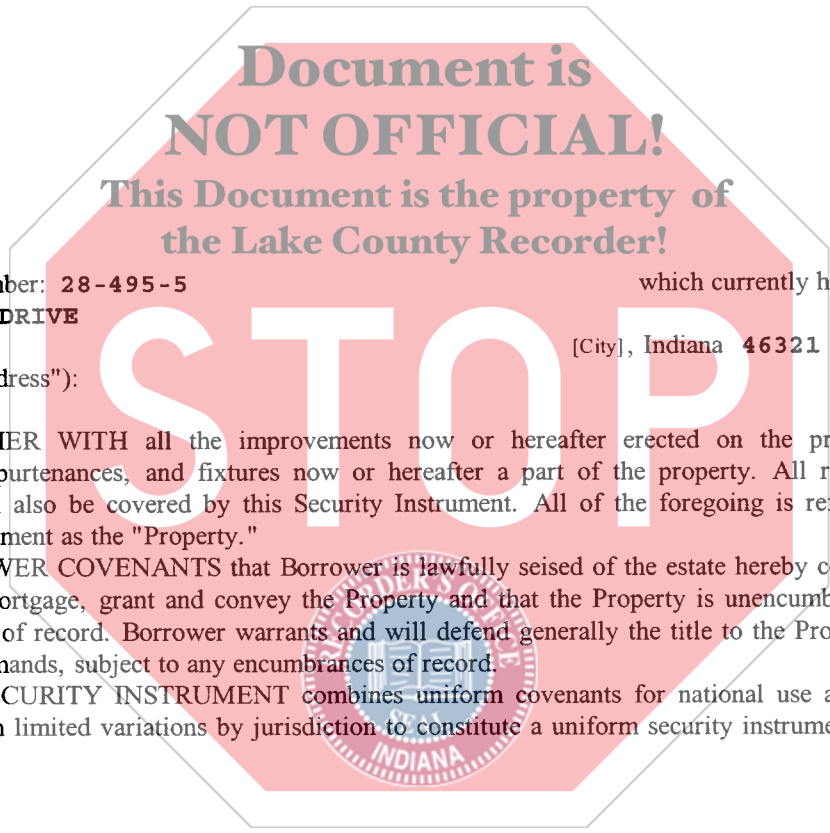 Document is
NOT OFFICIAL!
This Document is the property of
the Lake County Recorder!
ber: 28-495-5 which currently h
DRIVE
[City], Indiana 46321
dress"):
STOP
ER WITH all the improvements now or hereafter erected on the pr
purtenances, and fixtures now or hereafter a part of the property. All r
also be covered by this Security Instrument. All of the foregoing is re
ment as the "Property."
WER COVENANTS that Borrower is lawfully seised of the estate hereby c
ortgage, grant and convey the Property and that the Property is unencumb
of record. Borrower warrants and will defend generally the title to the Pro
mands, subject to any encumbrances of record.
CURITY INSTRUMENT combines uniform covenants for national use a
limited variations by jurisdiction to constitute a uniform security instrume
RECORDER'S OFFICE
SEAL
INDIANA